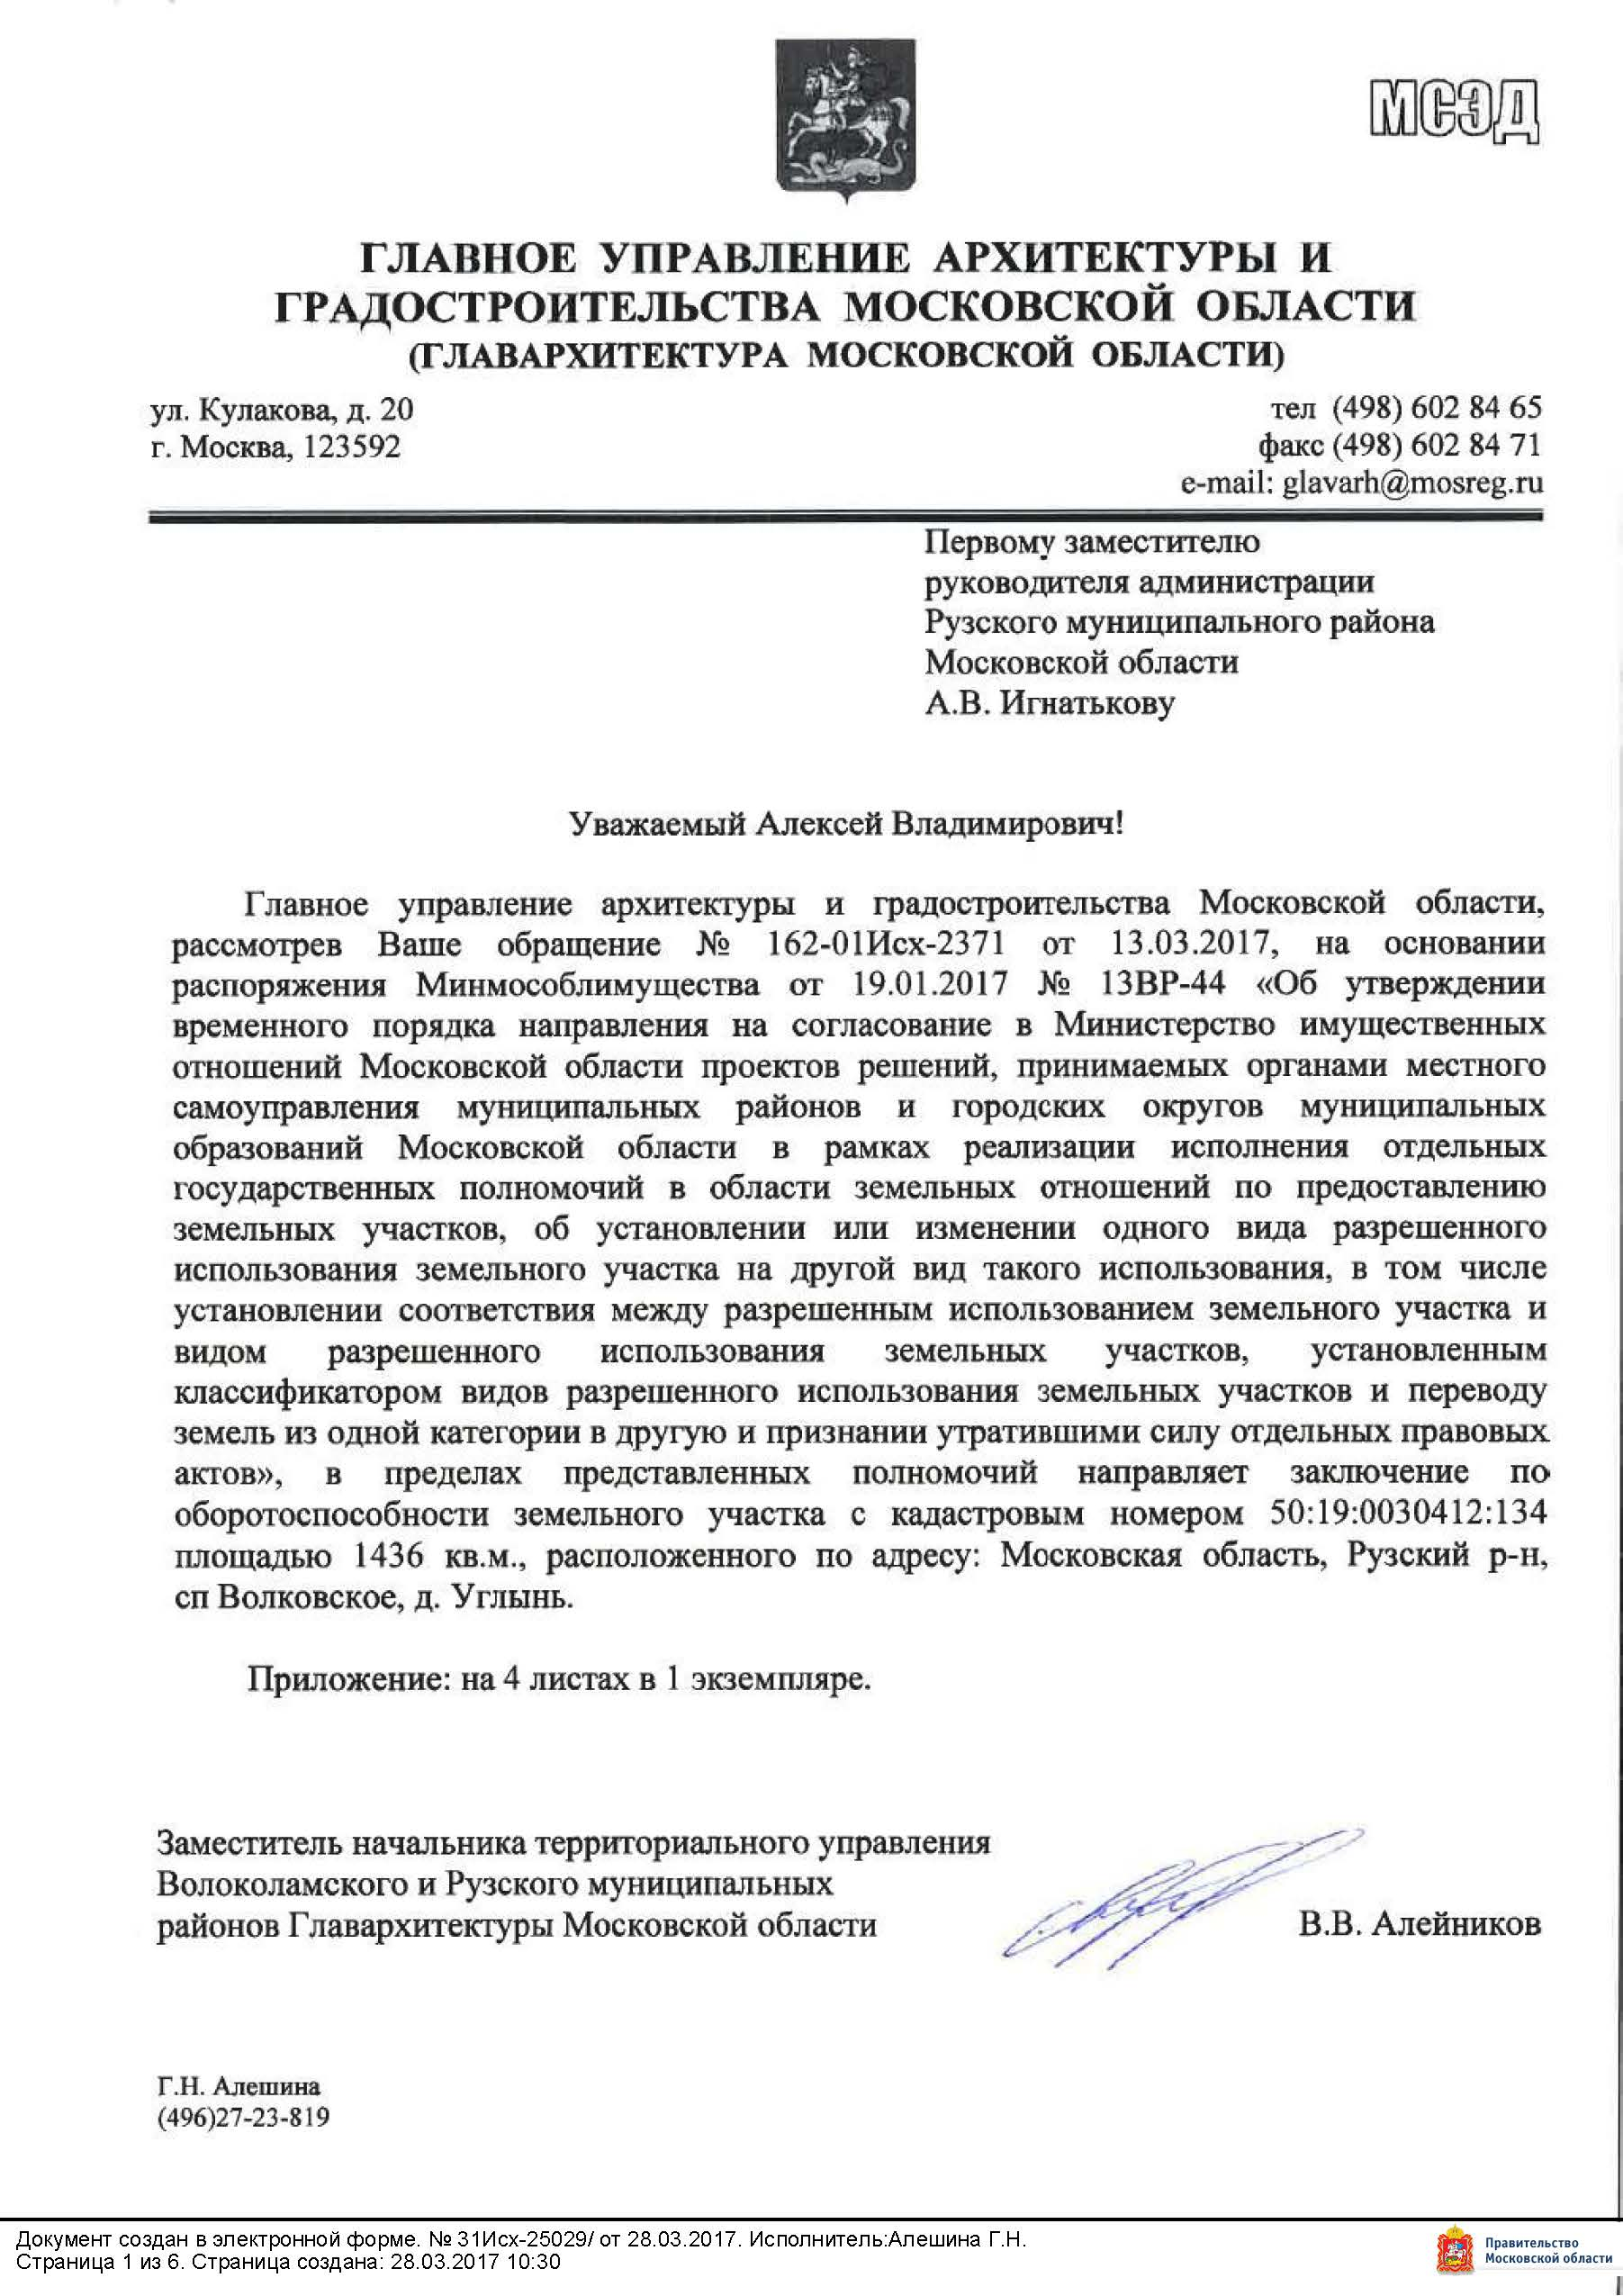 МСЭД
ГЛАВНОЕ УПРАВЛЕНИЕ АРХИТЕКТУРЫ И
ГРАДОСТРОИТЕЛЬСТВА МОСКОВСКОЙ ОБЛАСТИ
(ГЛАВАРХИТЕКТУРА МОСКОВСКОЙ ОБЛАСТИ)
ул. Кулакова, д. 20
г. Москва, 123592
тел (498) 602 84 65
факс (498) 602 84 71
e-mail: glavarh@mosreg.ru
Первому заместителю
руководителя администрации
Рузского муниципального района
Московской области
А.В. Игнатькову
Уважаемый Алексей Владимирович!
Главное управление архитектуры и градостроительства Московской области,
рассмотрев Ваше обращение № 162-01Исх-2371 от 13.03.2017, на основании
распоряжения Минмособлимущества от 19.01.2017 № 13ВР-44 «Об утверждении
временного порядка направления на согласование в Министерство имущественных
отношений Московской области проектов решений, принимаемых органами местного
самоуправления муниципальных районов и городских округов муниципальных
образований Московской области в рамках реализации исполнения отдельных
государственных полномочий в области земельных отношений по предоставлению
земельных участков, об установлении или изменении одного вида разрешенного
использования земельного участка на другой вид такого использования, в том числе
установлении соответствия между разрешенным использованием земельного участка и
видом разрешенного использования земельных участков, установленным
классификатором видов разрешенного использования земельных участков и переводу
земель из одной категории в другую и признании утратившими силу отдельных правовых
актов», в пределах представленных полномочий направляет заключение по
оборотоспособности земельного участка с кадастровым номером 50:19:0030412:134
площадью 1436 кв.м., расположенного по адресу: Московская область, Рузский р-н,
сп Волковское, д. Углынь.
Приложение: на 4 листах в 1 экземпляре.
Заместитель начальника территориального управления
Волоколамского и Рузского муниципальных
районов Главархитектуры Московской области
В.В. Алейников
Г.Н. Алешина
(496)27-23-819
Документ создан в электронной форме. № 31Исх-25029/ от 28.03.2017. Исполнитель:Алешина Г.Н.
Страница 1 из 6. Страница создана: 28.03.2017 10:30
Правительство
Московской области